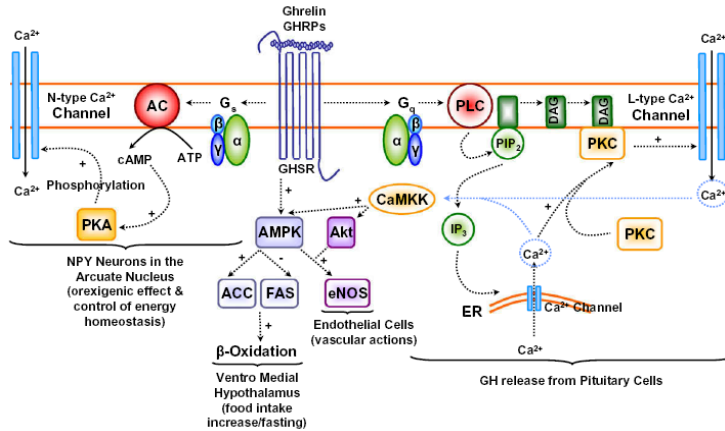 Ghrelin
GHRPs
Ca²⁺
Ca²⁺
N-type Ca²⁺
Channel
AC
Gs
Gq
PLC
DAG
DAG
L-type Ca²⁺
Channel
β
γ
α
α
β
γ
PIP₂
PKC
+
cAMP
ATP
GHSR
Ca²⁺
Phosphorylation
+
+
PKA
+
AMPK
+
Akt
CaMKK
IP₃
+
Ca²⁺
PKC
Ca²⁺
+
-
+
ACC
FAS
eNOS
ER
Ca²⁺ Channel
Ca²⁺
NPY Neurons in the
Arcuate Nucleus
(orexigenic effect &
control of energy
homeostasis)
+
β-Oxidation
Endothelial Cells
(vascular actions)
Ventro Medial
Hypothalamus
(food intake
increase/fasting)
GH release from Pituitary Cells